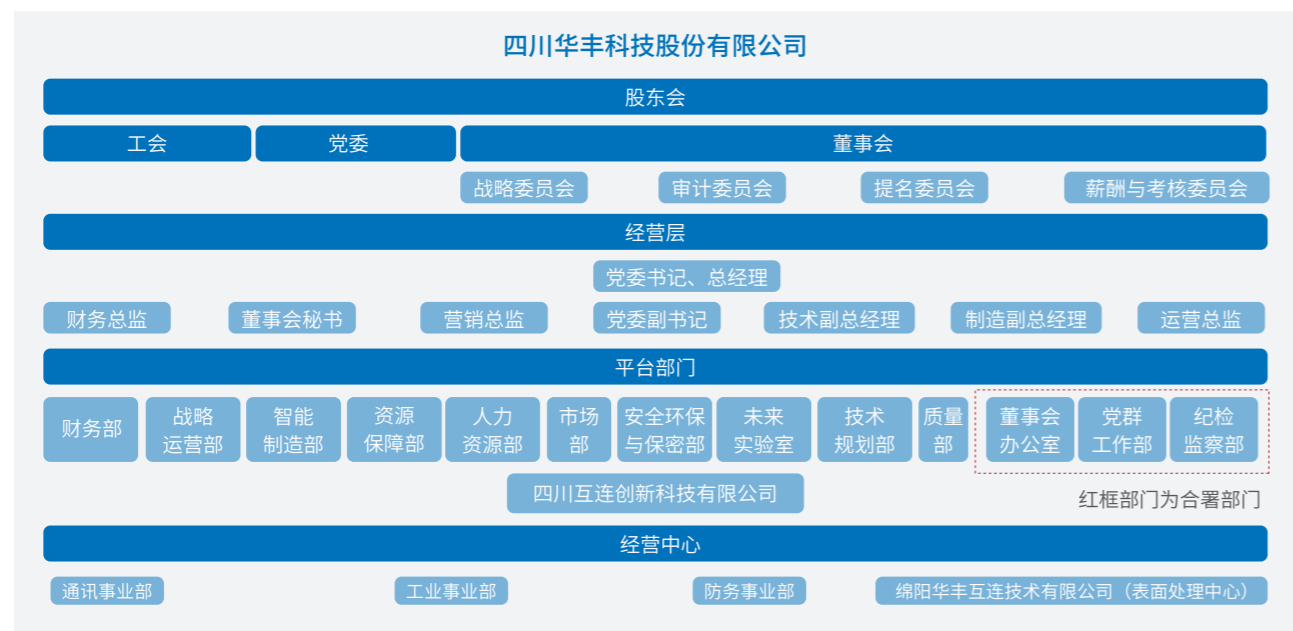 四川华丰科技股份有限公司
股东会
工会 党委 董事会
战略委员会 审计委员会 提名委员会 薪酬与考核委员会
经营层
党委书记、总经理
财务总监 董事会秘书 营销总监 党委副书记 技术副总经理 制造副总经理 运营总监
平台部门
财务部
战略
运营部
智能
制造部
资源
保障部
人力
资源部
市场
部
安全环保
与保密部
未来
实验室
技术
规划部
质量
部
董事会
办公室
党群
工作部
纪检
监察部
四川互连创新科技有限公司
红框部门为合署部门
经营中心
通讯事业部 工业事业部 防务事业部 绵阳华丰互连技术有限公司（表面处理中心）